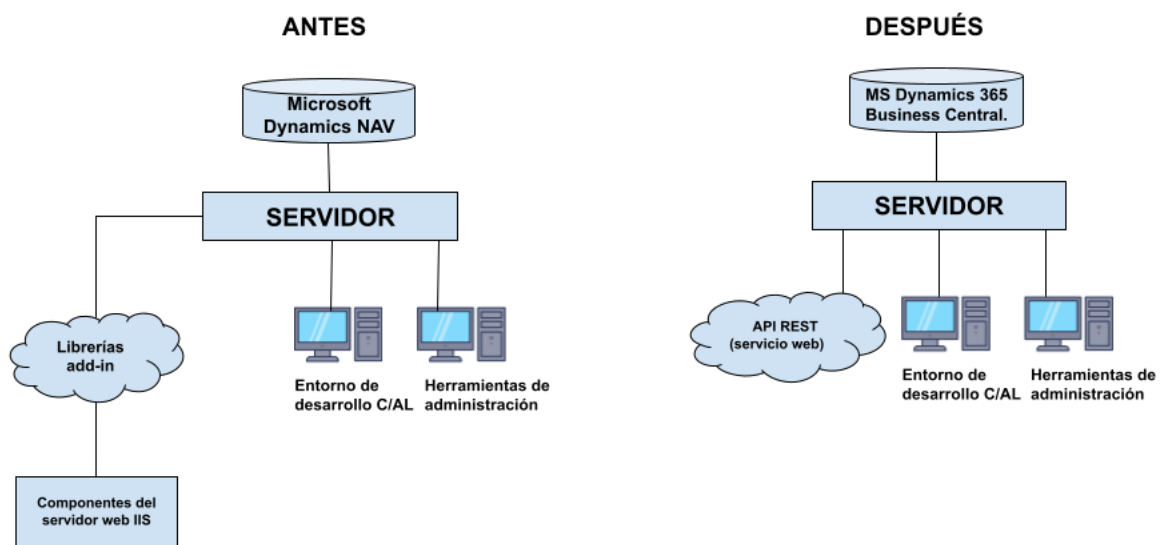 ANTES
Microsoft
Dynamics NAV
SERVIDOR
Librerías
add-in
Entorno de
desarrollo C/AL
Herramientas de
administración
Componentes del
servidor web IIS
DESPUÉS
MS Dynamics 365
Business Central.
SERVIDOR
API REST
(servicio web)
Entorno de
desarrollo C/AL
Herramientas de
administración